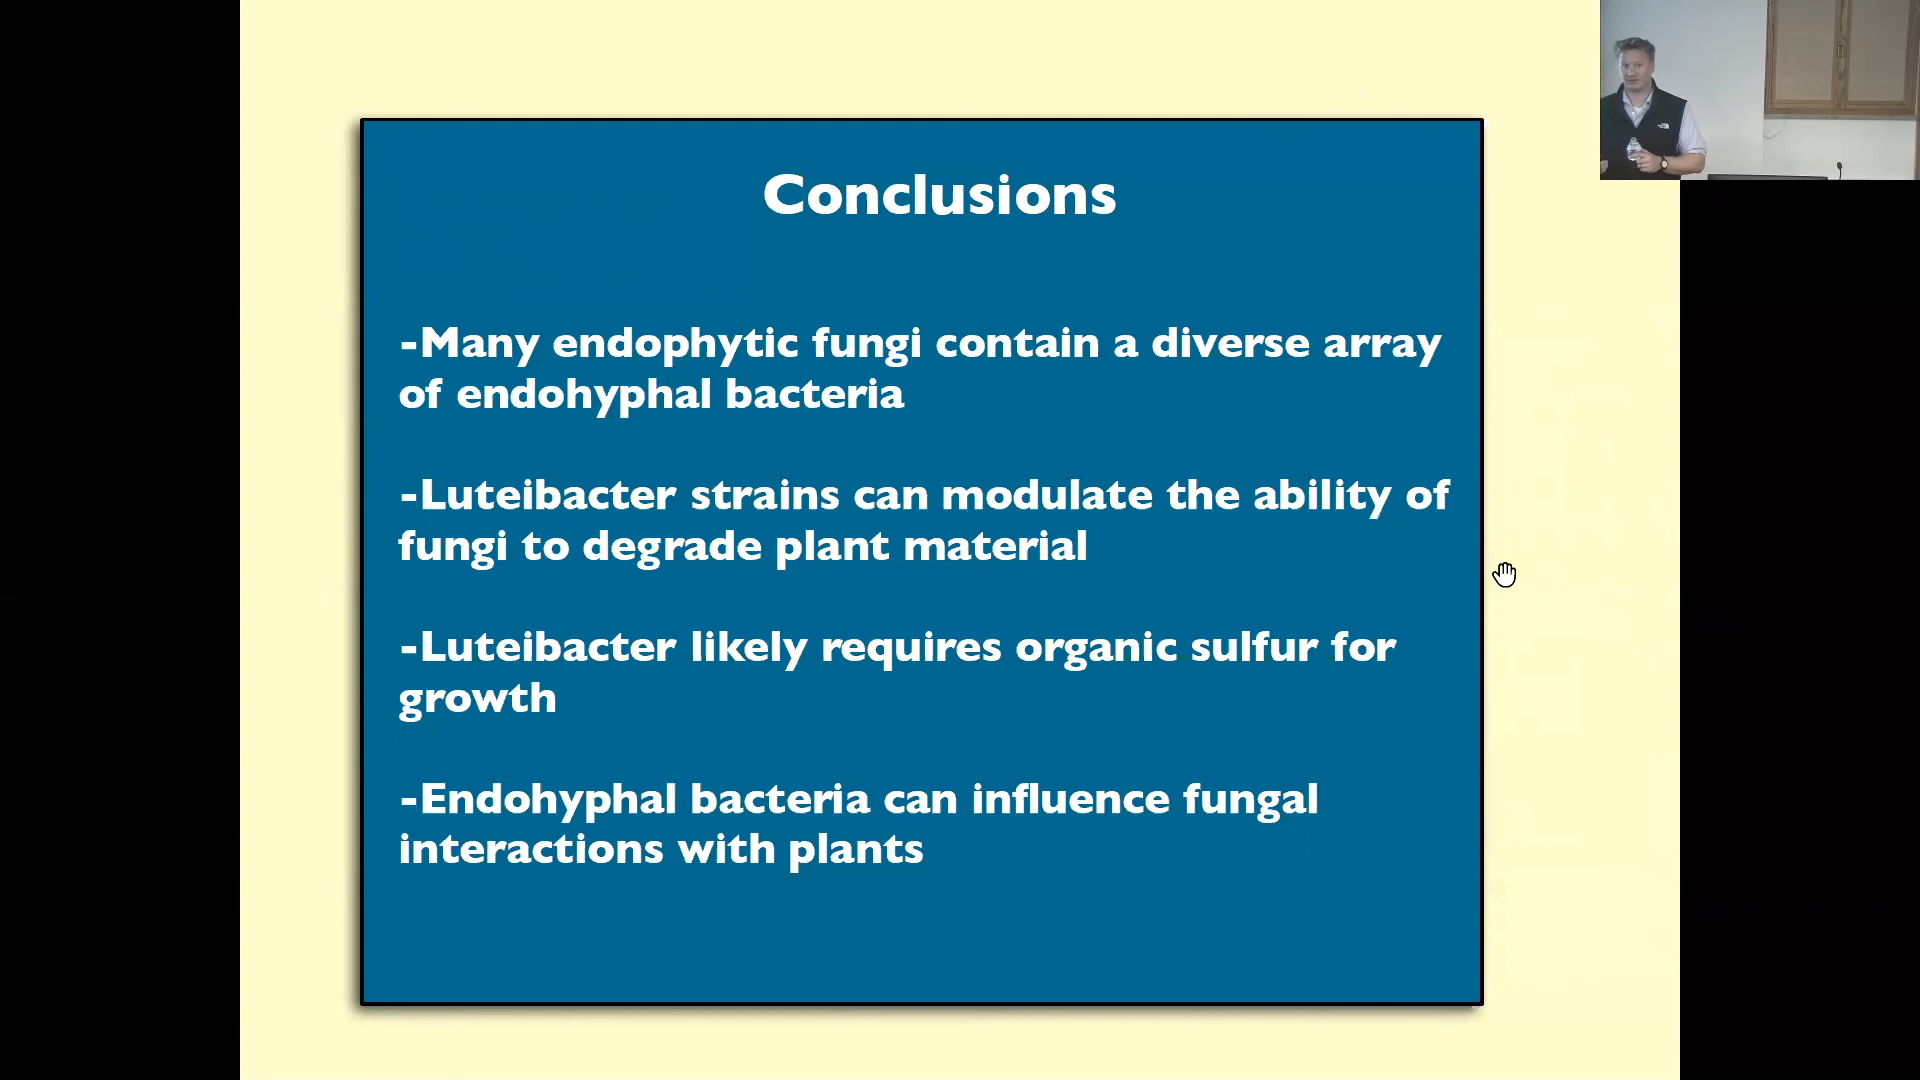 Conclusions
-Many endophytic fungi contain a diverse array
of endohyphal bacteria
-Luteibacter strains can modulate the ability of
fungi to degrade plant material
-Luteibacter likely requires organic sulfur for
growth
-Endohyphal bacteria can influence fungal
interactions with plants